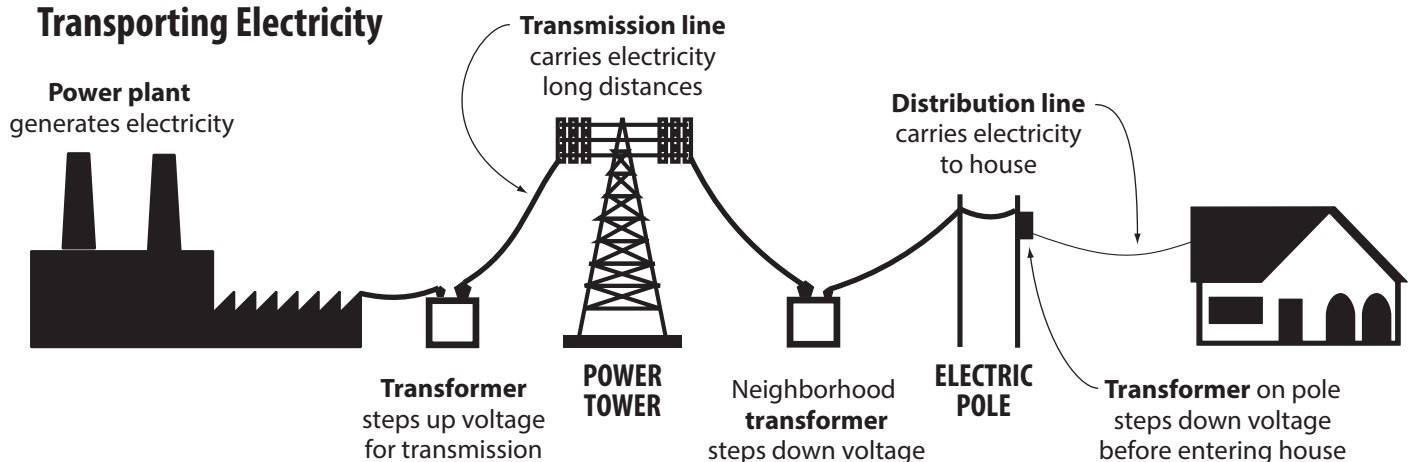 Transporting Electricity
Power plant
generates electricity
Transmission line
carries electricity
long distances
Distribution line
carries electricity
to house
Transformer
steps up voltage
for transmission
POWER
TOWER
Neighborhood
transformer
steps down voltage
ELECTRIC
POLE
Transformer on pole
steps down voltage
before entering house